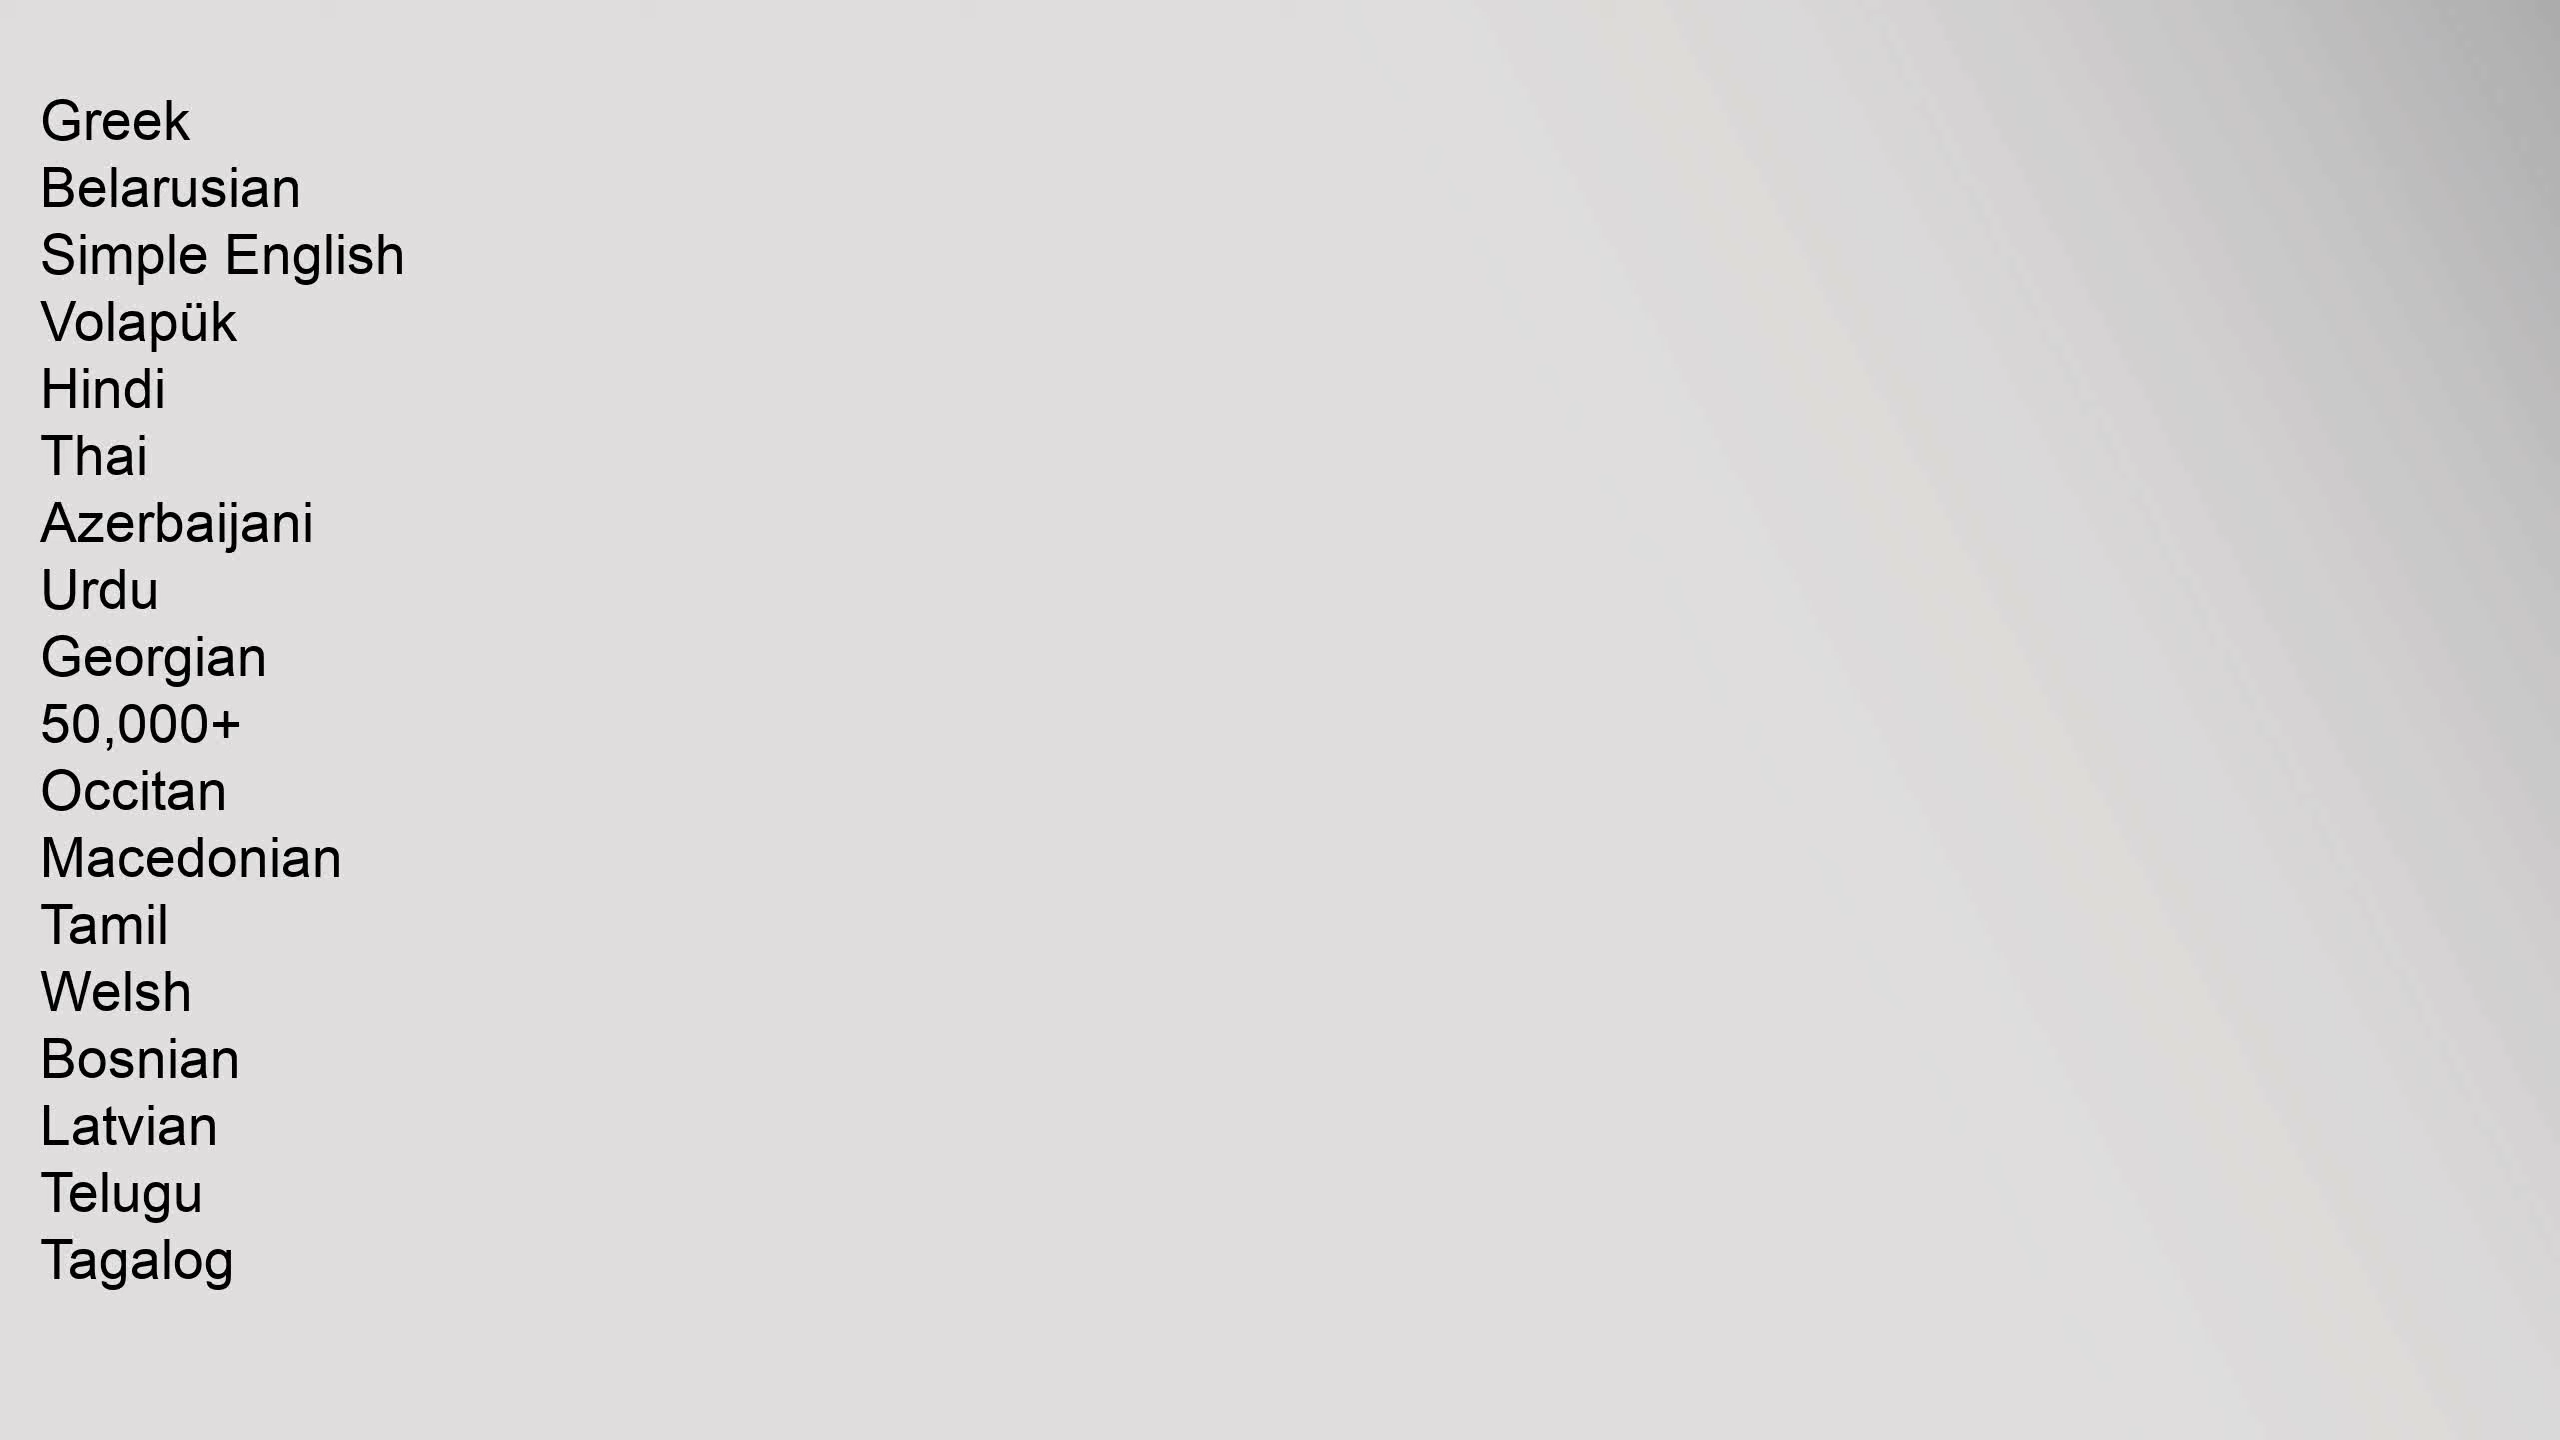 Greek
Belarusian
Simple English
Volapük
Hindi
Thai
Azerbaijani
Urdu
Georgian
50,000+
Occitan
Macedonian
Tamil
Welsh
Bosnian
Latvian
Telugu
Tagalog